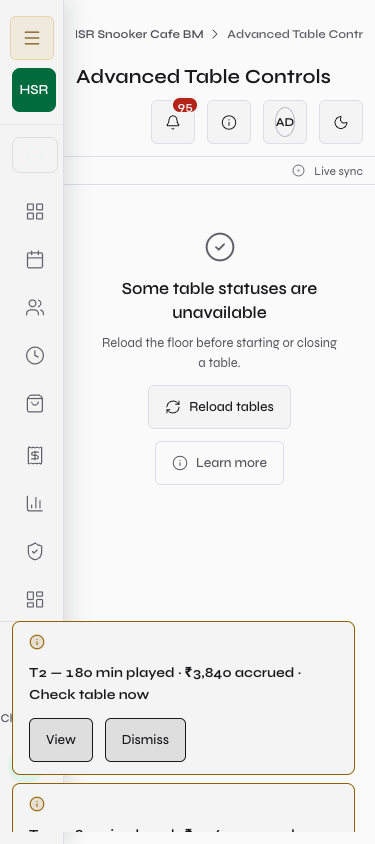 HSR Snooker Cafe BM > Advanced Table Contr
HSR
Advanced Table Controls
95
AD
Live sync
Some table statuses are
unavailable
Reload the floor before starting or closing
a table.
Reload tables
Learn more
T2 — 180 min played · ₹3,840 accrued ·
Check table now
View
Dismiss